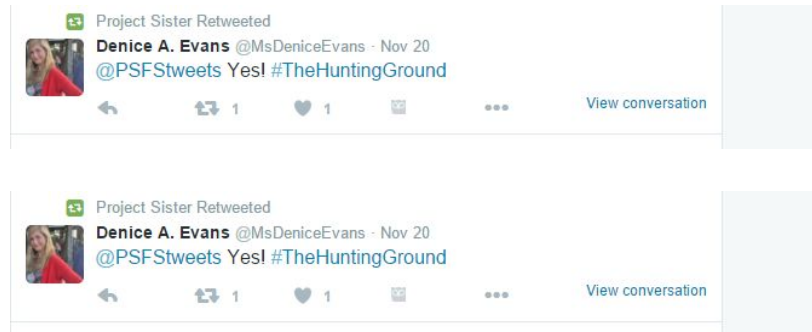 Project Sister Retweeted
Denice A. Evans @MsDeniceEvans · Nov 20
@PSFStweets Yes! #TheHuntingGround
1 1 View conversation
Project Sister Retweeted
Denice A. Evans @MsDeniceEvans · Nov 20
@PSFStweets Yes! #TheHuntingGround
1 1 View conversation